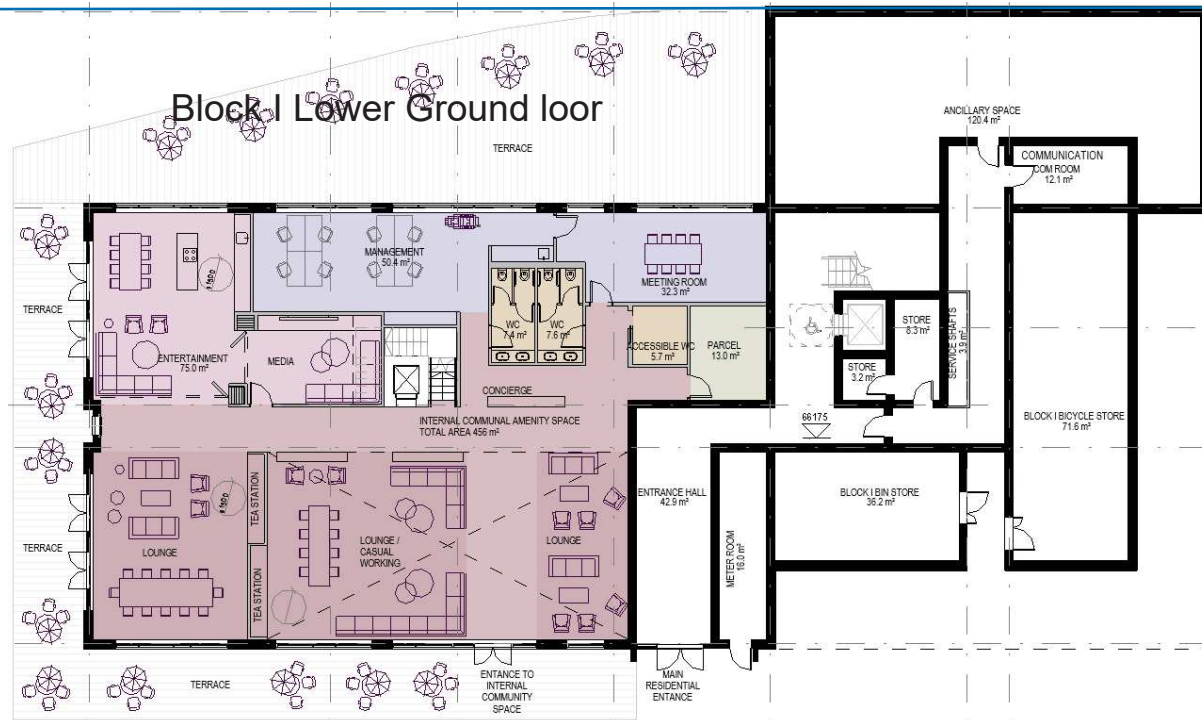 Block I Lower Ground loor
TERRACE
ANCILLARY SPACE
120.4 m²
COMMUNICATION
COM ROOM
12.1 m²
MANAGEMENT
50.4 m²
MEETING ROOM
32.3 m²
TERRACE
ENTERTAINMENT
75.0 m²
MEDIA
WC
7.4 m²
WC
7.6 m²
CCESSIBLE WC
5.7 m²
PARCEL
13.0 m²
STORE
8.3 m²
STORE
3.2 m²
SERVICE SHAFTS
3.9 m²
CONCIERGE
INTERNAL COMMUNAL AMENITY SPACE
TOTAL AREA 456 m²
66175
BLOCK I BICYCLE STORE
71.6 m²
ENTRANCE HALL
42.9 m²
BLOCK I BIN STORE
36.2 m²
METER ROOM
16.0 m²
TERRACE
LOUNGE
TEA STATION
TEA STATION
LOUNGE /
CASUAL
WORKING
LOUNGE
TERRACE
ENTANCE TO
INTERNAL
COMMUNITY
SPACE
MAIN
RESIDENTIAL
ENTANCE